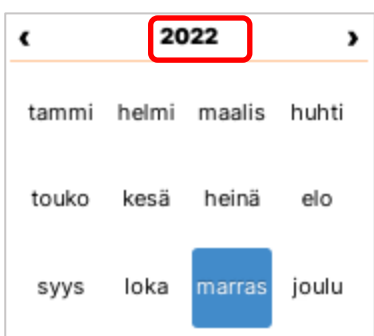 ‹ 2022 ›
tammi helmi maalis huhti
touko kesä heinä elo
syys loka marras joulu